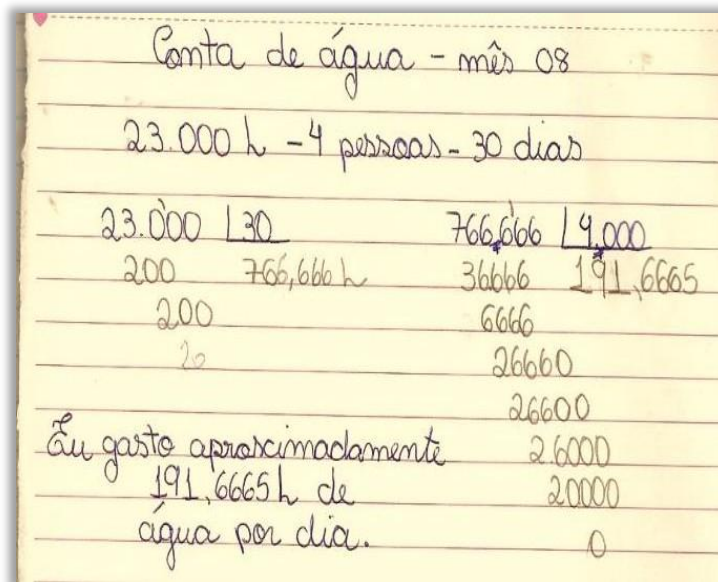 Conta de água - mês 08
23.000 L - 4 pessoas - 30 dias
23.000 | 30
200 766,666 L
200
20
766,666 | 4,000
36666 191,6665
6666
26660
26600
26000
20000
0
Eu gasto aproscimadamente
191,6665 L de
água por dia.